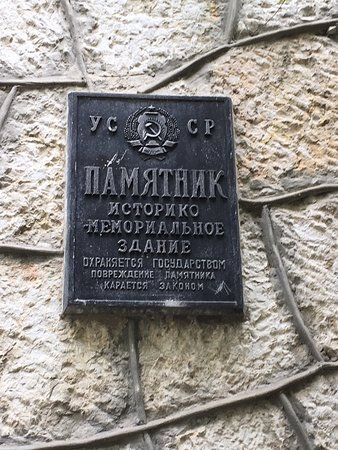 УС СР
ПАМЯТНИК
ИСТОРИКО
-МЕМОРИАЛЬНОЕ
ЗДАНИЕ
ОХРАНЯЕТСЯ ГОСУДАРСТВОМ
ПОВРЕЖДЕНИЕ ПАМЯТНИКА
КАРАЕТСЯ ЗАКОНОМ